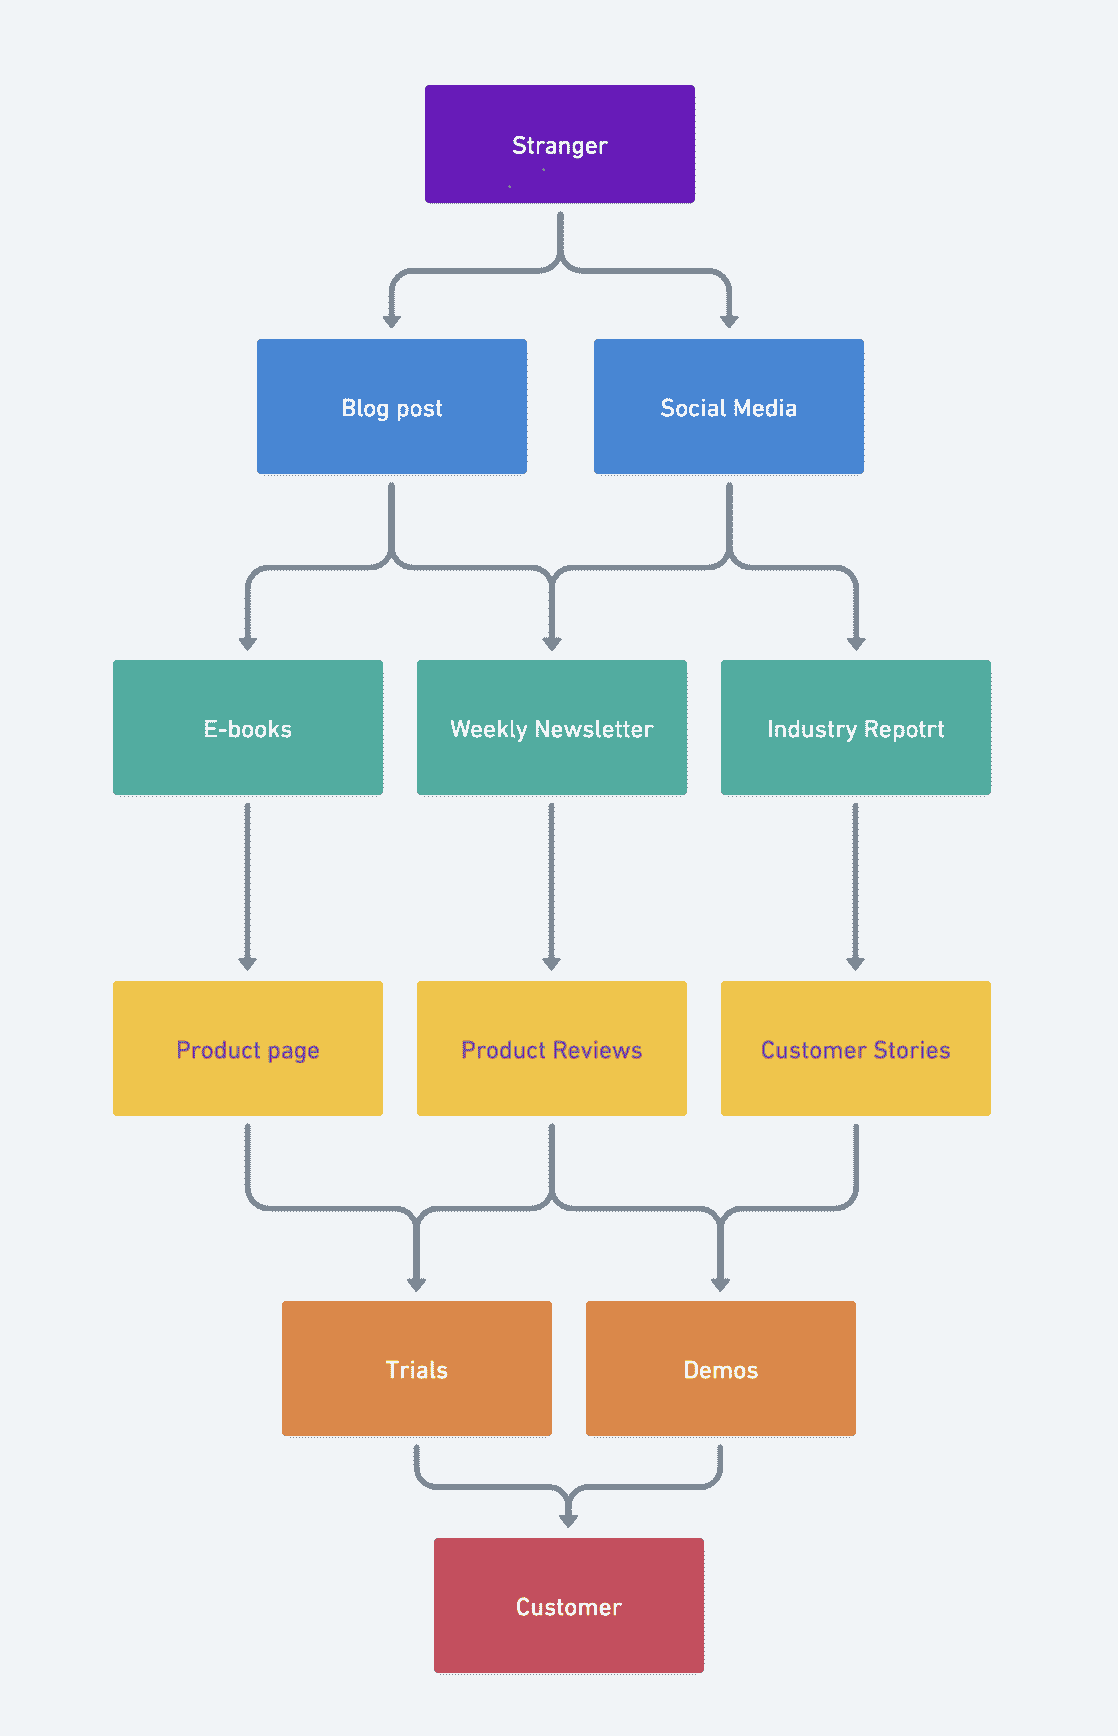 Stranger
Blog post
Social Media
E-books
Weekly Newsletter
Industry Repotrt
Product page
Product Reviews
Customer Stories
Trials
Demos
Customer